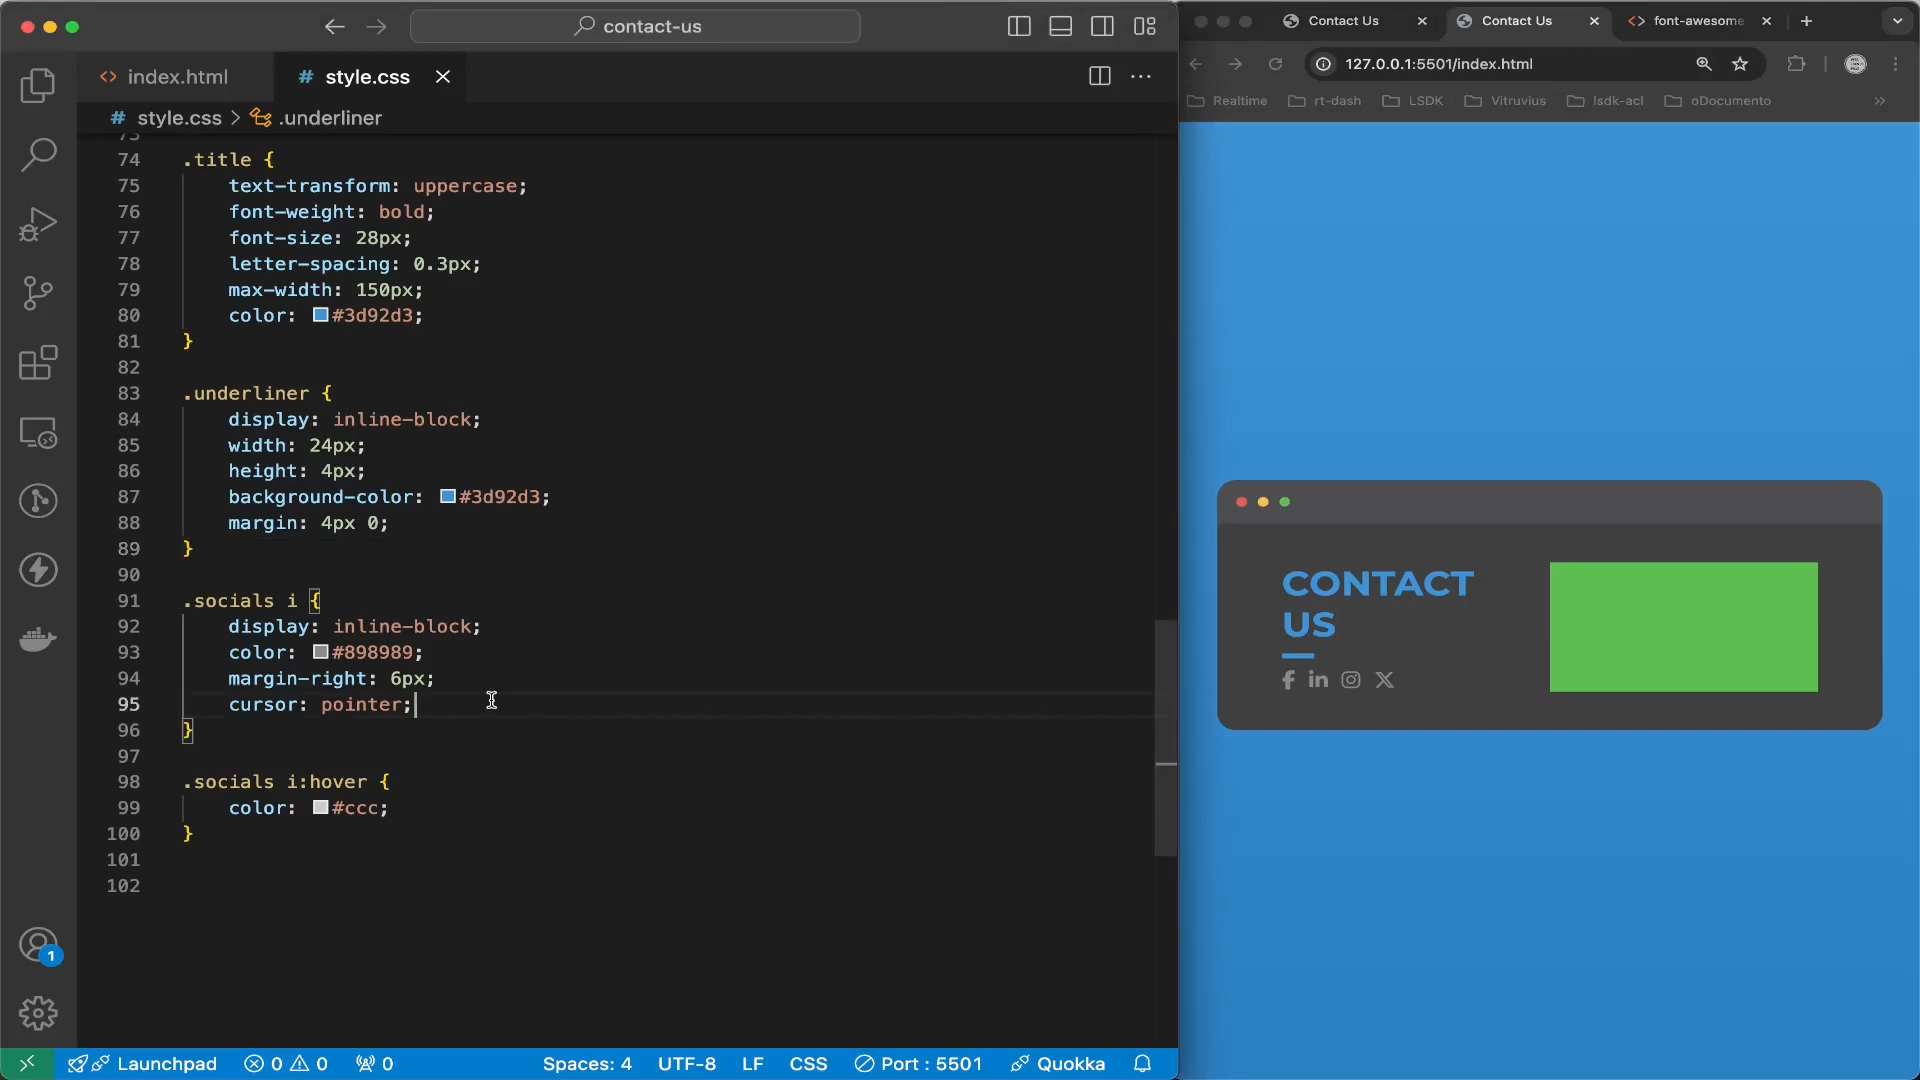 contact-us
index.html
style.css
style.css > .underliner
73
74 .title {
75 text-transform: uppercase;
76 font-weight: bold;
77 font-size: 28px;
78 letter-spacing: 0.3px;
79 max-width: 150px;
80 color: #3d92d3;
81 }
82
83 .underliner {
84 display: inline-block;
85 width: 24px;
86 height: 4px;
87 background-color: #3d92d3;
88 margin: 4px 0;
89 }
90
91 .socials i {
92 display: inline-block;
93 color: #898989;
94 margin-right: 6px;
95 cursor: pointer;
96 }
97
98 .socials i:hover {
99 color: #ccc;
100 }
101
102
1
Launchpad 0 0 0 Spaces: 4 UTF-8 LF CSS Port : 5501 Quokka
Contact Us
Contact Us
font-awesome
127.0.0.1:5501/index.html
Realtime rt-dash LSDK Vitruvius lsdk-acl oDocumento
CONTACT
US